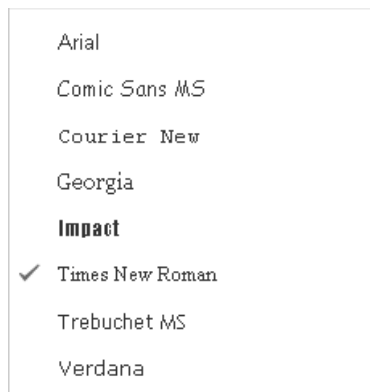 Arial
Comic Sans MS
Courier New
Georgia
Impact
Times New Roman
Trebuchet MS
Verdana